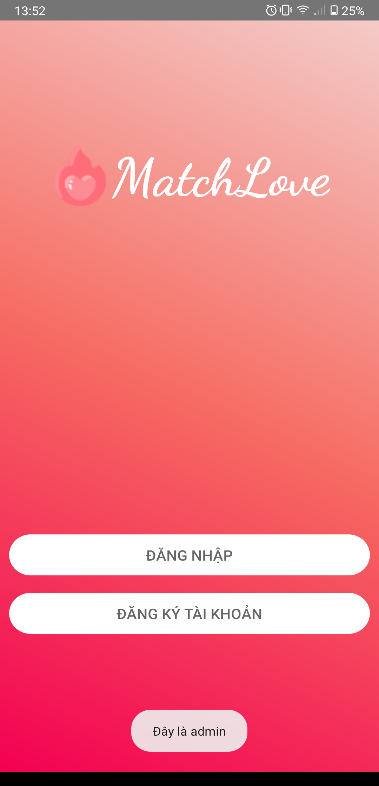 13:52
25%
MatchLove
ĐĂNG NHẬP
ĐĂNG KÝ TÀI KHOẢN
Đây là admin